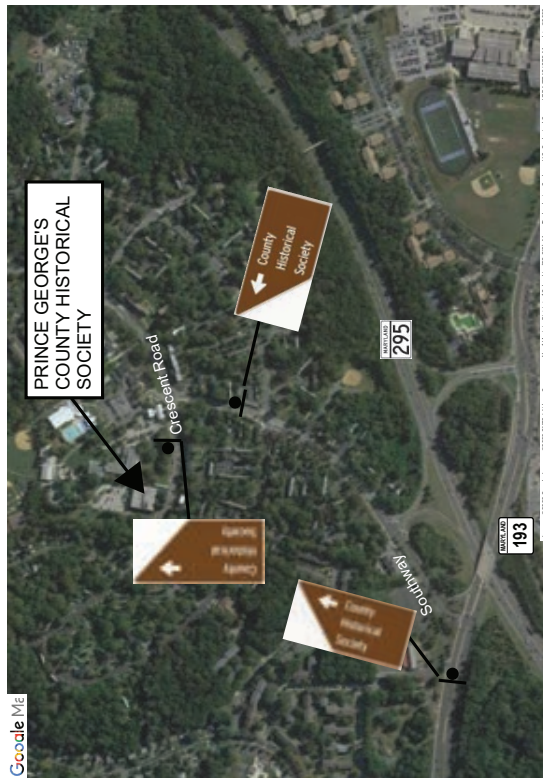 PRINCE GEORGE'S
COUNTY HISTORICAL
SOCIETY
County
Historical
Society
Crescent Road
MARYLAND
295
County
Historical
Society
County
Historical
Society
Southway
MARYLAND
193
Google Ma